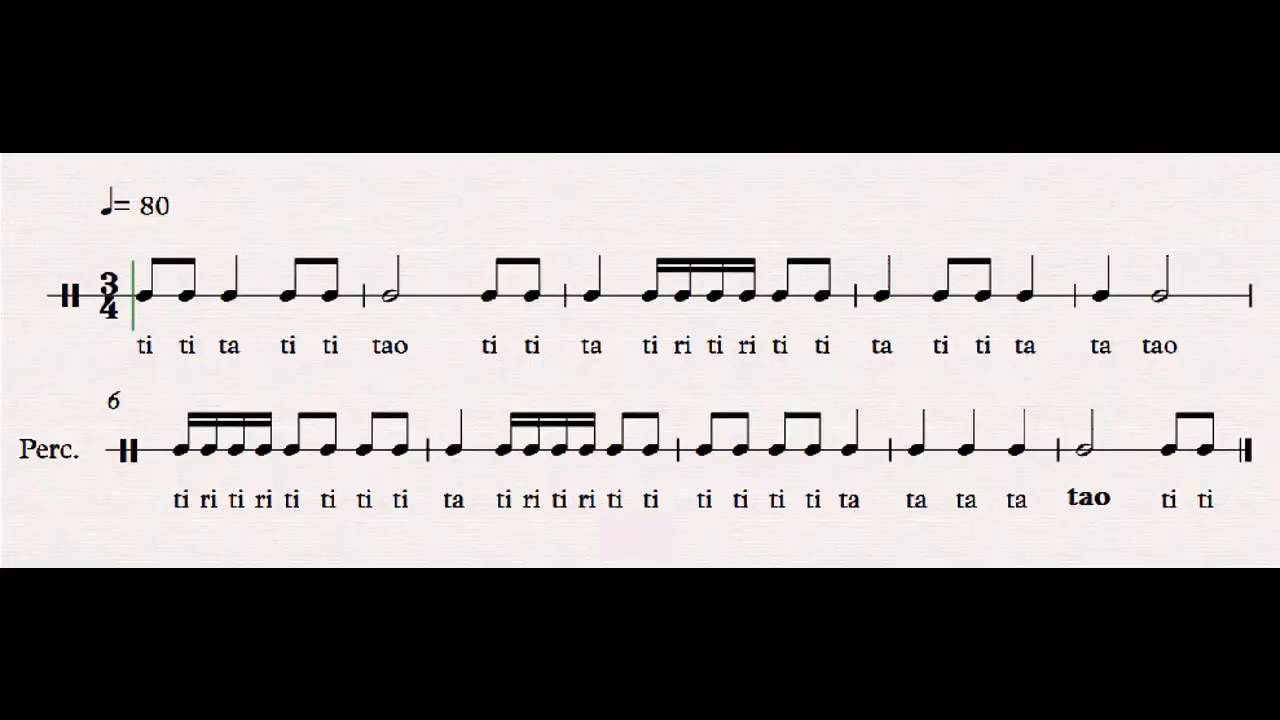 ♩= 80
3
4
ti ti ta ti ti tao ti ti ta ti ri ti ri ti ti ta ti ti ta ta tao
6
Perc.
ti ri ti ri ti ti ti ti ta ti ri ti ri ti ti ti ti ti ti ta ta ta ta tao ti ti